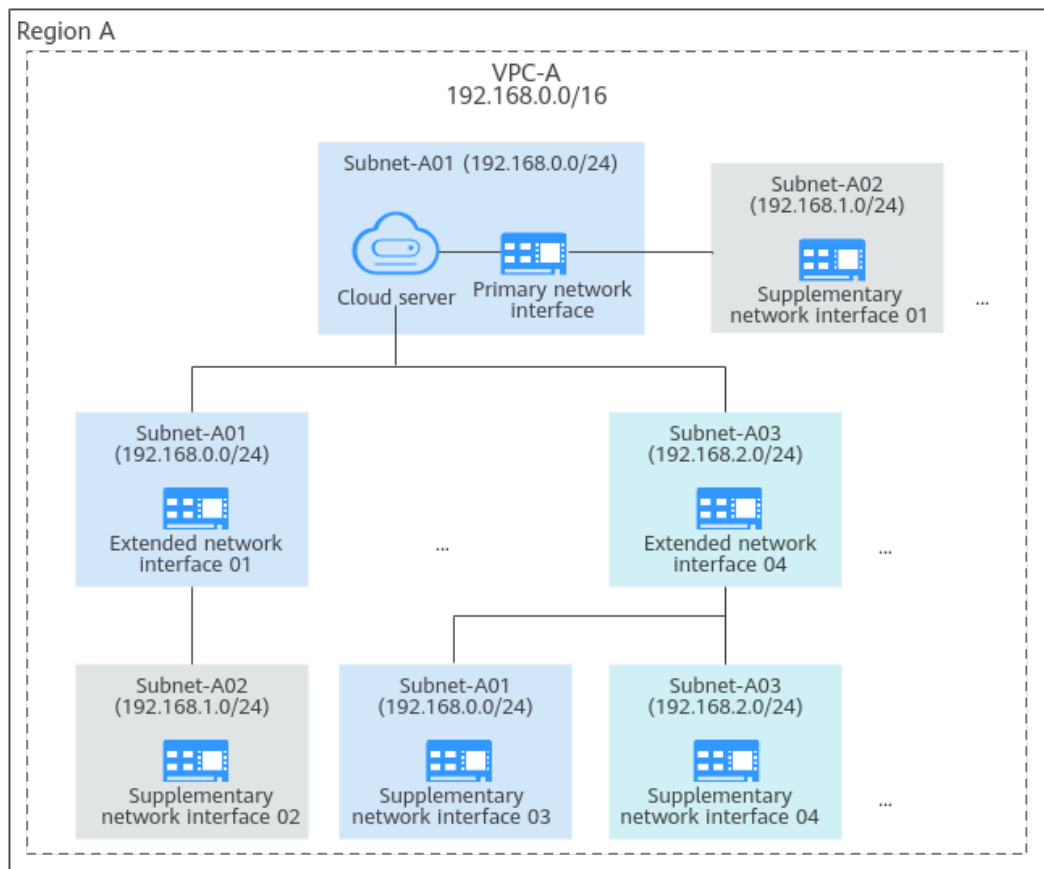 Region A
VPC-A
192.168.0.0/16
Subnet-A01 (192.168.0.0/24)
Cloud server
Primary network
interface
Subnet-A02
(192.168.1.0/24)
Supplementary
network interface 01
...
Subnet-A01
(192.168.0.0/24)
Extended network
interface 01
...
Subnet-A03
(192.168.2.0/24)
Extended network
interface 04
...
Subnet-A02
(192.168.1.0/24)
Supplementary
network interface 02
Subnet-A01
(192.168.0.0/24)
Supplementary
network interface 03
Subnet-A03
(192.168.2.0/24)
Supplementary
network interface 04
...